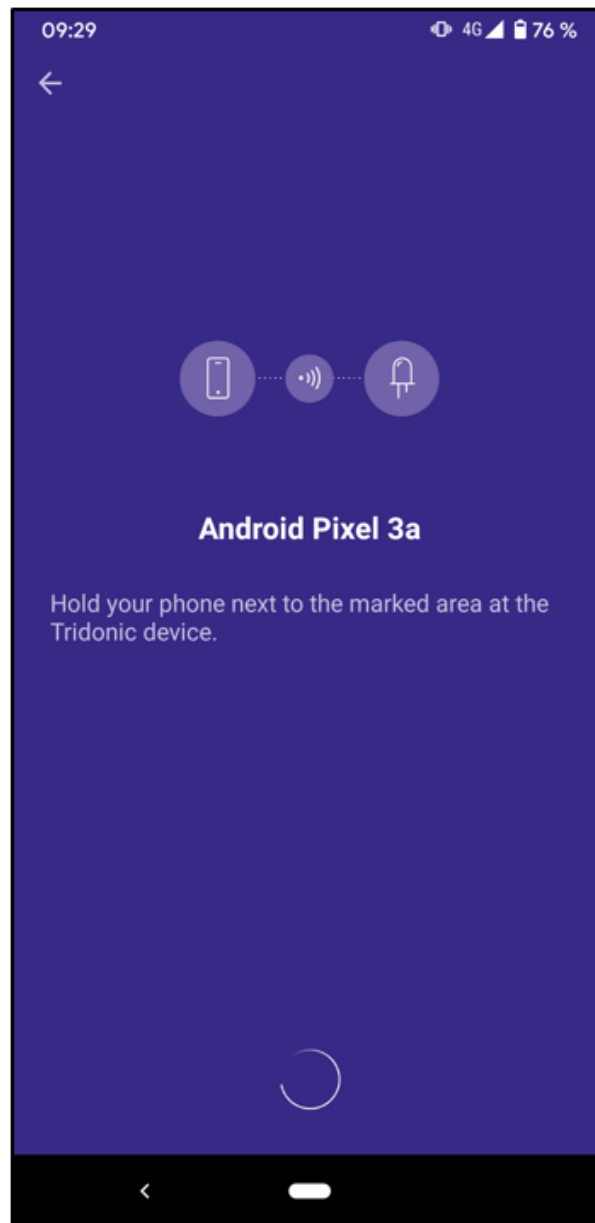 09:29 4G 76 %
Android Pixel 3a
Hold your phone next to the marked area at the
Tridonic device.